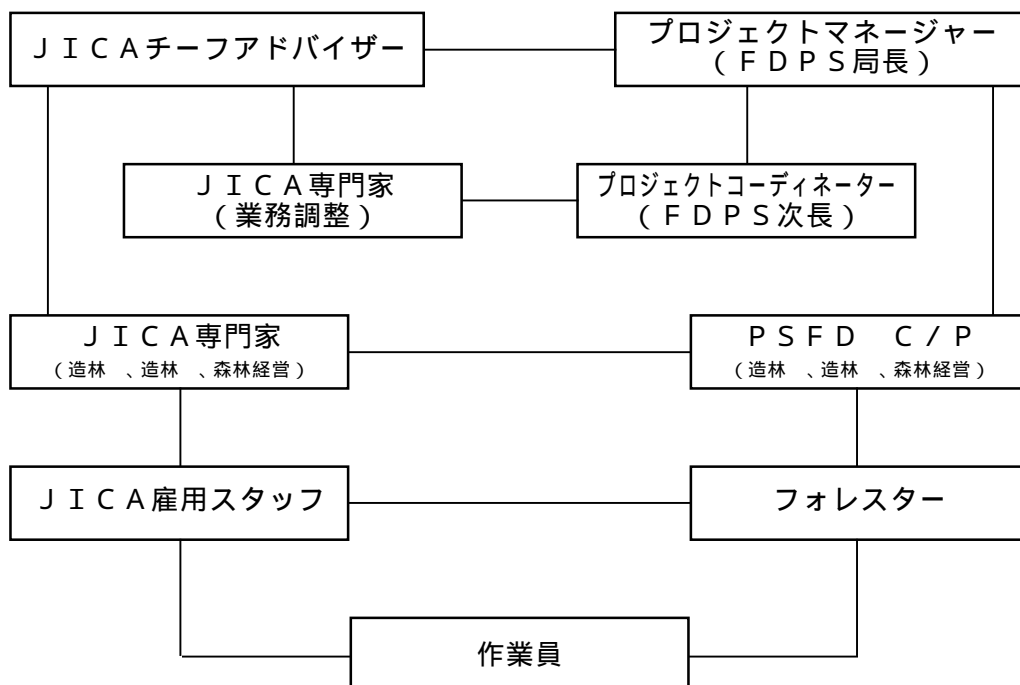 ＪＩＣＡチーフアドバイザー
プロジェクトマネージャー
（ＦＤＰＳ局長）
ＪＩＣＡ専門家
（業務調整）
プロジェクトコーディネーター
（ＦＤＰＳ次長）
ＪＩＣＡ専門家
（造林　、造林　、森林経営）
ＰＳＦＤ　Ｃ／Ｐ
（造林　、造林　、森林経営）
ＪＩＣＡ雇用スタッフ
フォレスター
作業員